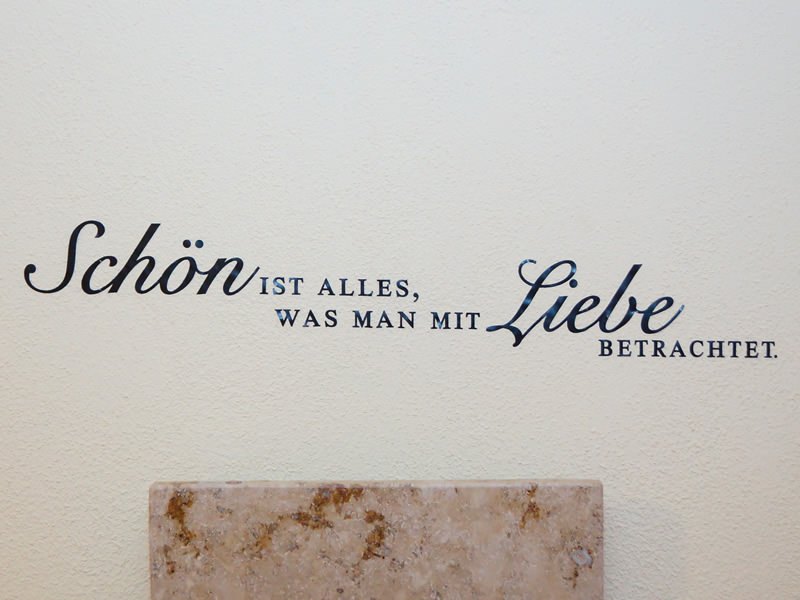 Schön IST ALLES,
WAS MAN MIT Liebe
BETRACHTET.